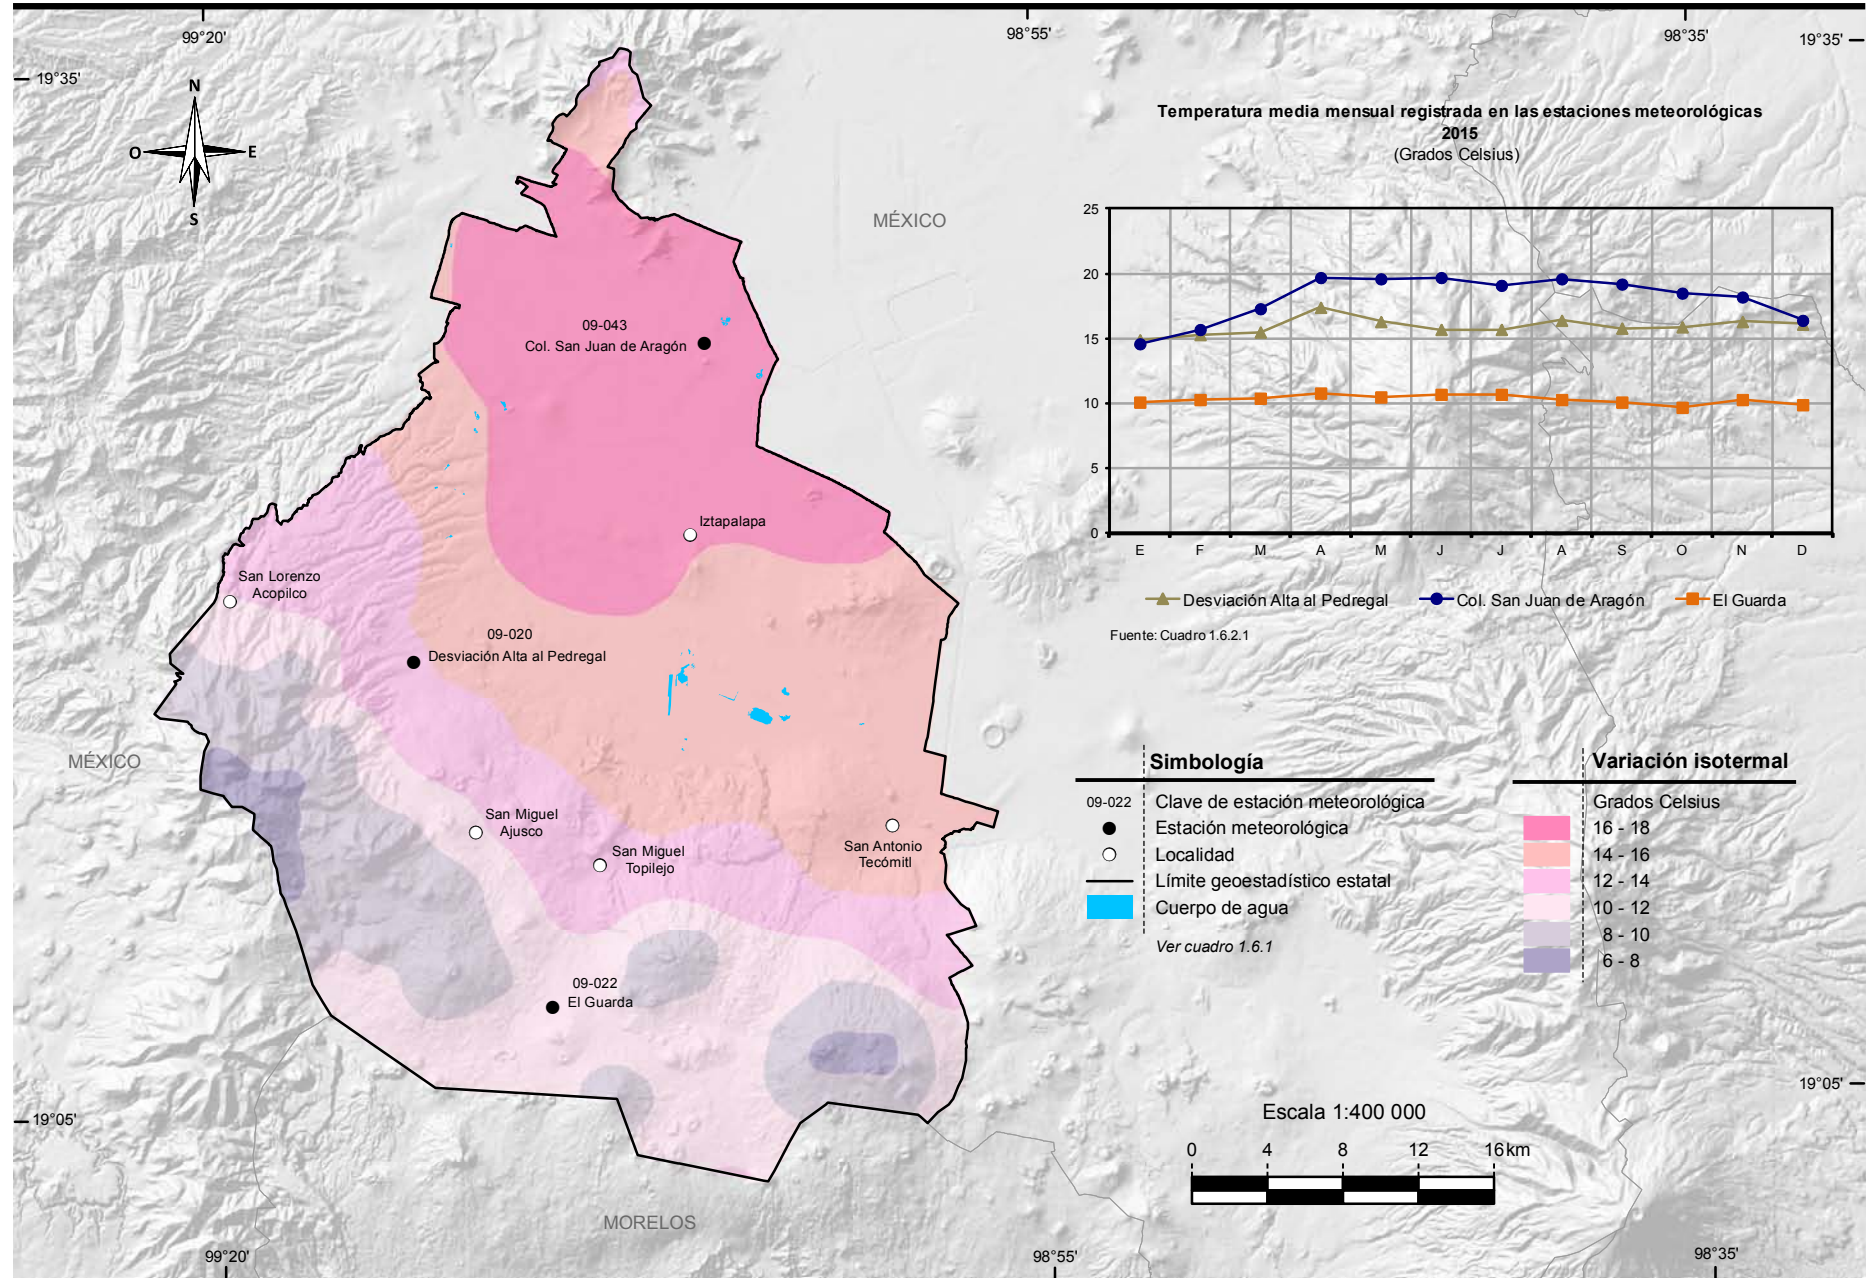 99°20'
98°55'
98°35'
19°35'
19°35'
N
O
E
S
Temperatura media mensual registrada en las estaciones meteorológicas
2015
(Grados Celsius)
25
20
15
10
5
0
E F M A M J J A S O N D
Desviación Alta al Pedregal
Col. San Juan de Aragón
El Guarda
Fuente: Cuadro 1.6.2.1
MÉXICO
09-043
Col. San Juan de Aragón
Iztapalapa
San Lorenzo
Acopilco
09-020
Desviación Alta al Pedregal
MÉXICO
San Miguel
Ajusco
San Miguel
Topilejo
San Antonio
Tecómitl
09-022
El Guarda
MORELOS
Simbología
09-022 Clave de estación meteorológica
Estación meteorológica
Localidad
Límite geoestadístico estatal
Cuerpo de agua
Ver cuadro 1.6.1
Variación isotermal
Grados Celsius
16 - 18
14 - 16
12 - 14
10 - 12
8 - 10
6 - 8
Escala 1:400 000
0 4 8 12 16 km
19°05'
19°05'
99°20'
98°55'
98°35'